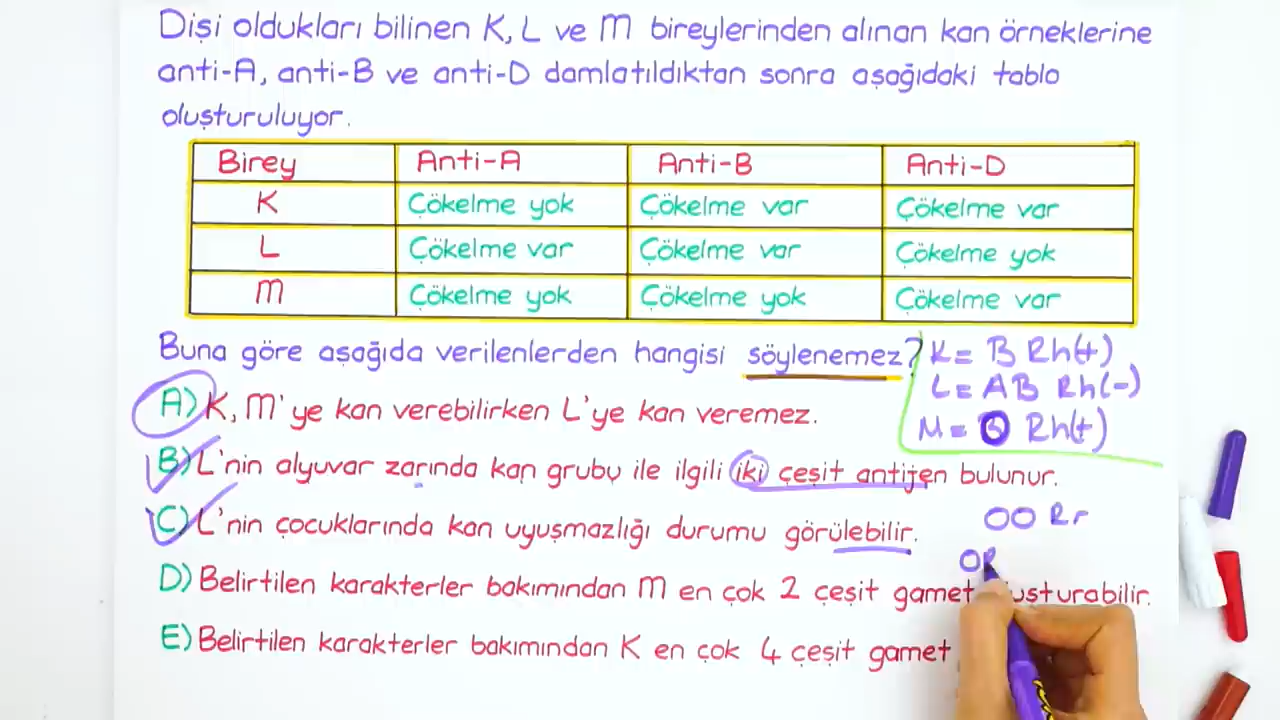 Dişi oldukları bilinen K, L ve M bireylerinden alınan kan örneklerine
anti-A, anti-B ve anti-D damlatıldıktan sonra aşağıdaki tablo
oluşturuluyor.
Birey Anti-A Anti-B Anti-D
K Çökelme yok Çökelme var Çökelme var
L Çökelme var Çökelme var Çökelme yok
M Çökelme yok Çökelme yok Çökelme var
Buna göre aşağıda verilenlerden hangisi söylenemez?
K= B Rh(+)
L= AB Rh(-)
M= 0 Rh(+)
A) K, M'ye kan verebilirken L'ye kan veremez.
B) L'nin alyuvar zarında kan grubu ile ilgili iki çeşit antijen bulunur.
C) L'nin çocuklarında kan uyuşmazlığı durumu görülebilir.
OO Rr
OR
D) Belirtilen karakterler bakımından M en çok 2 çeşit gamet
E) Belirtilen karakterler bakımından K en çok 4 çeşit gamet